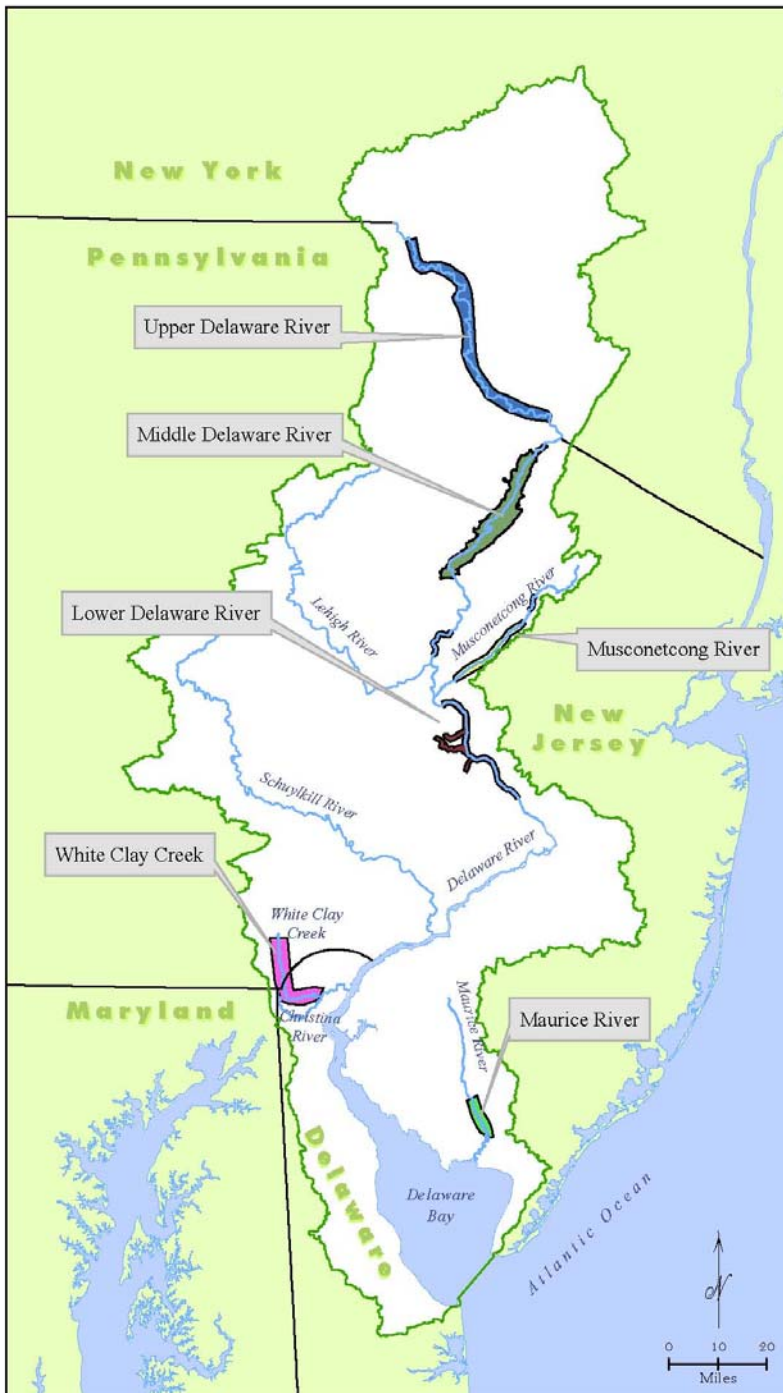 New York
Pennsylvania
Upper Delaware River
Middle Delaware River
Lower Delaware River
Lehigh River
Musconetcong River
Musconetcong River
New
Jersey
Schuylkill River
White Clay Creek
Delaware River
White Clay
Creek
Maryland
Christina
River
Maurice River
Maurice River
Delaware
Delaware
Bay
Atlantic Ocean
N
0 10 20
Miles